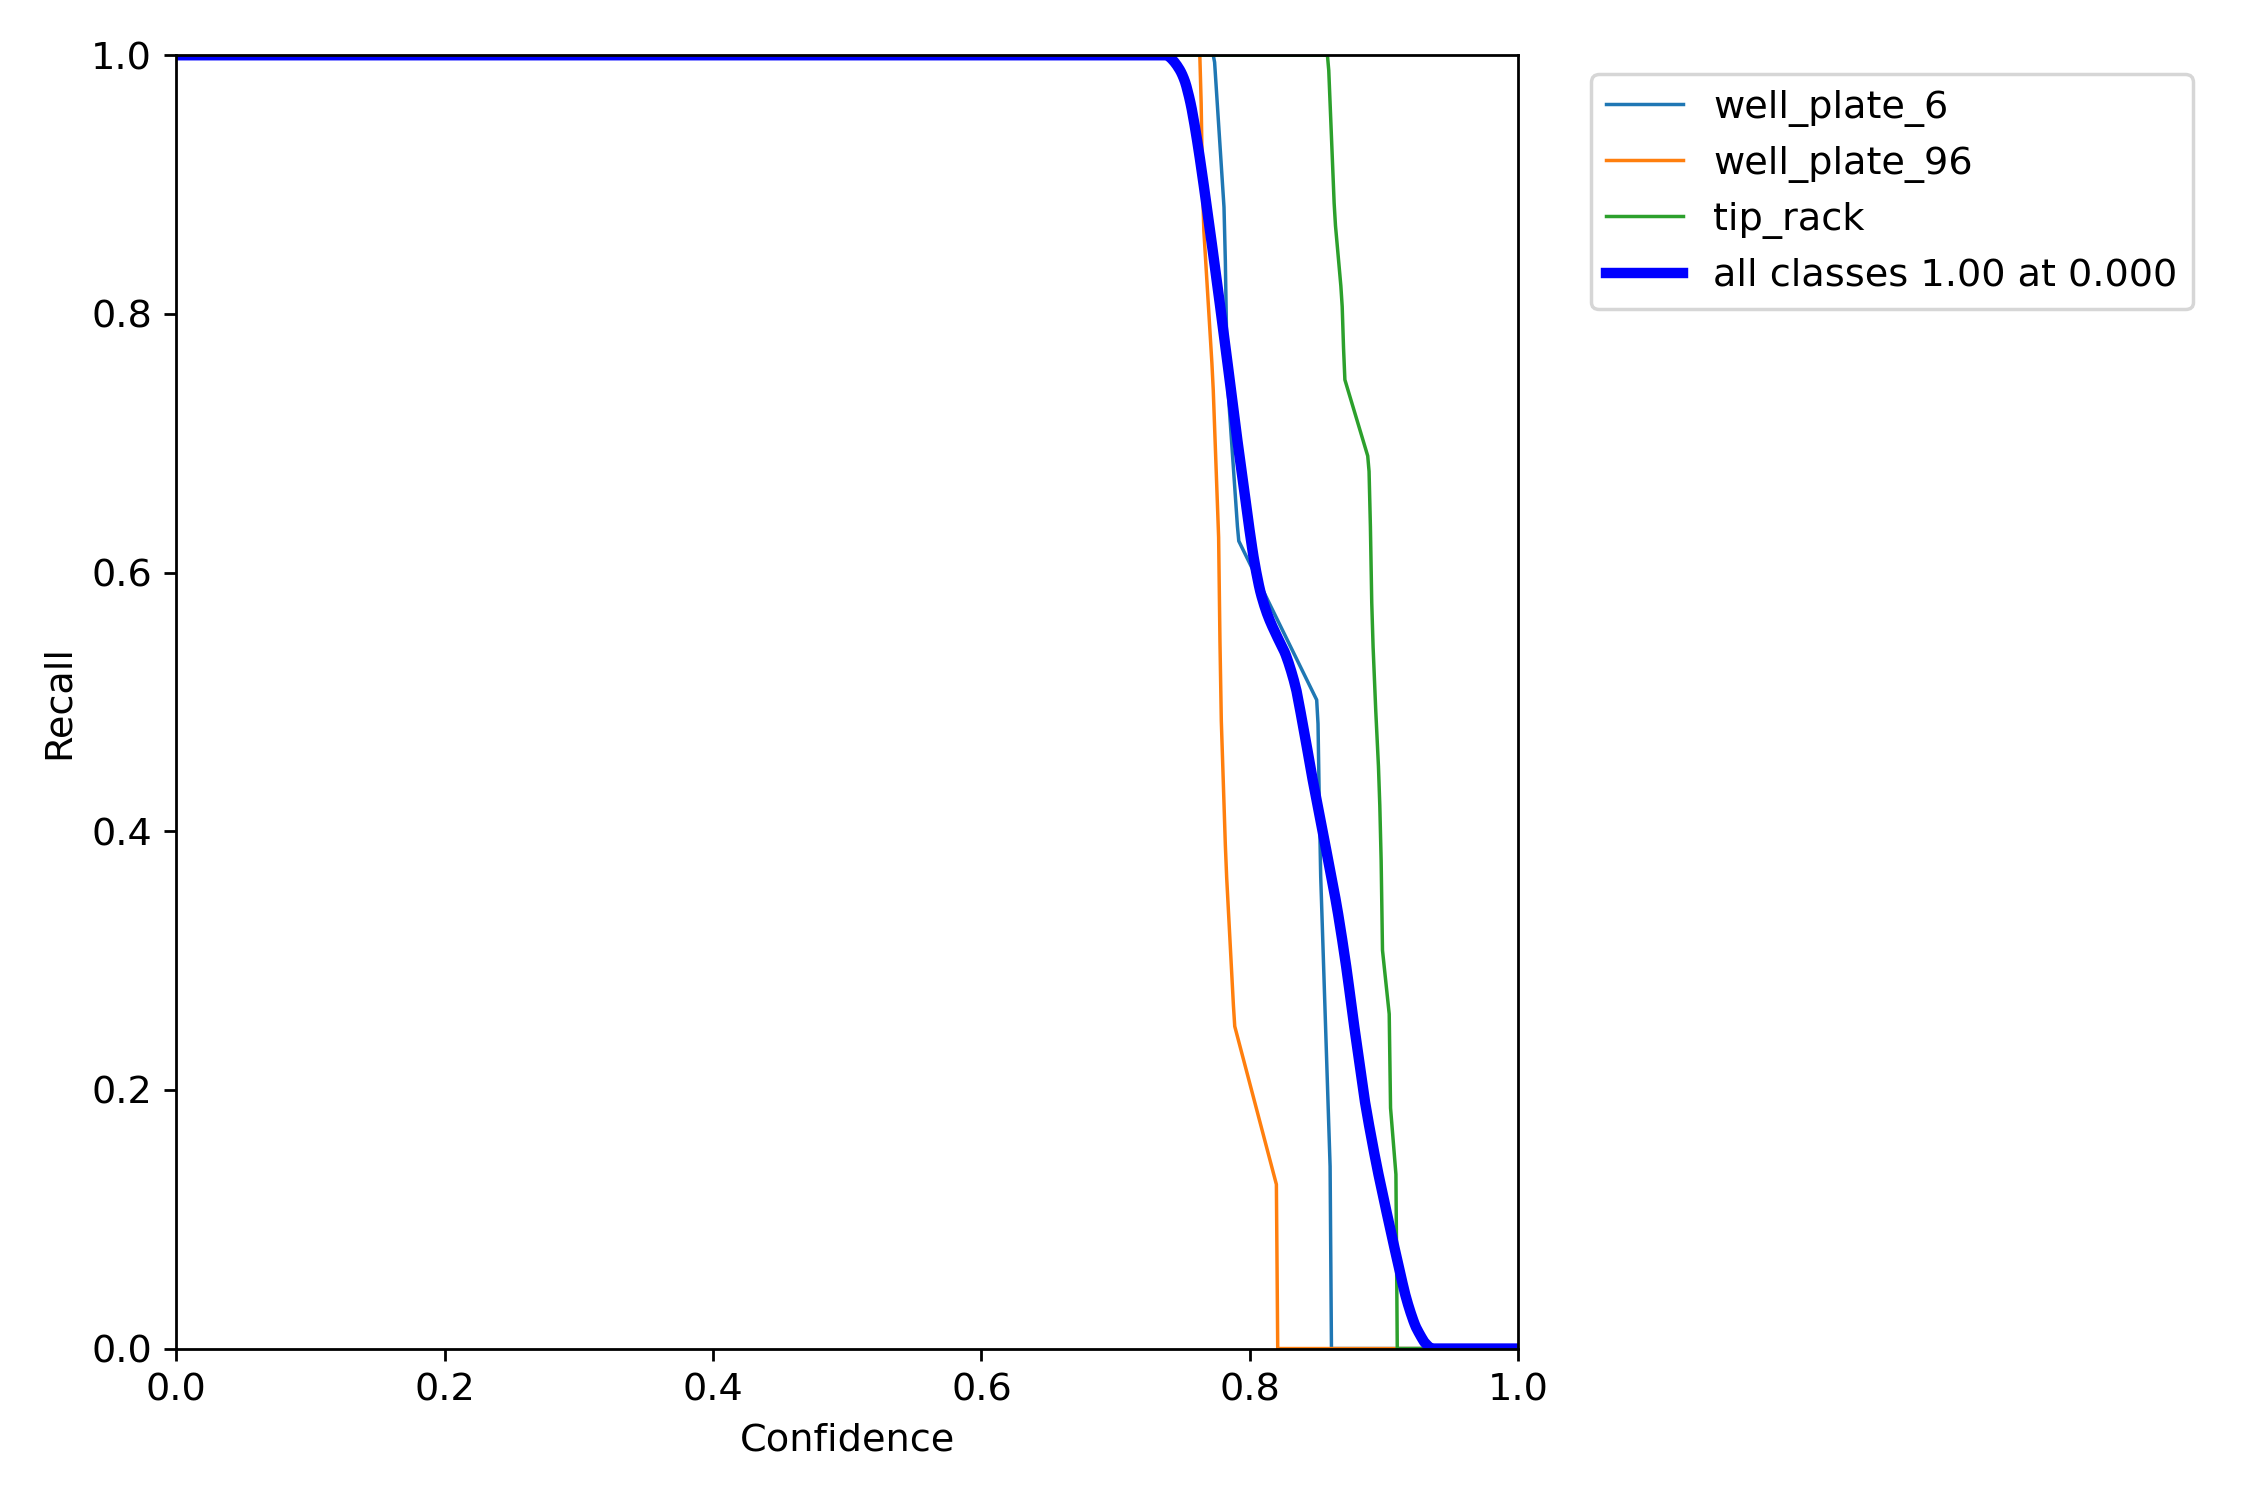 well_plate_6
well_plate_96
tip_rack
all classes 1.00 at 0.000
1.0
0.8
0.6
0.4
0.2
0.0
Recall
0.0 0.2 0.4 0.6 0.8 1.0
Confidence